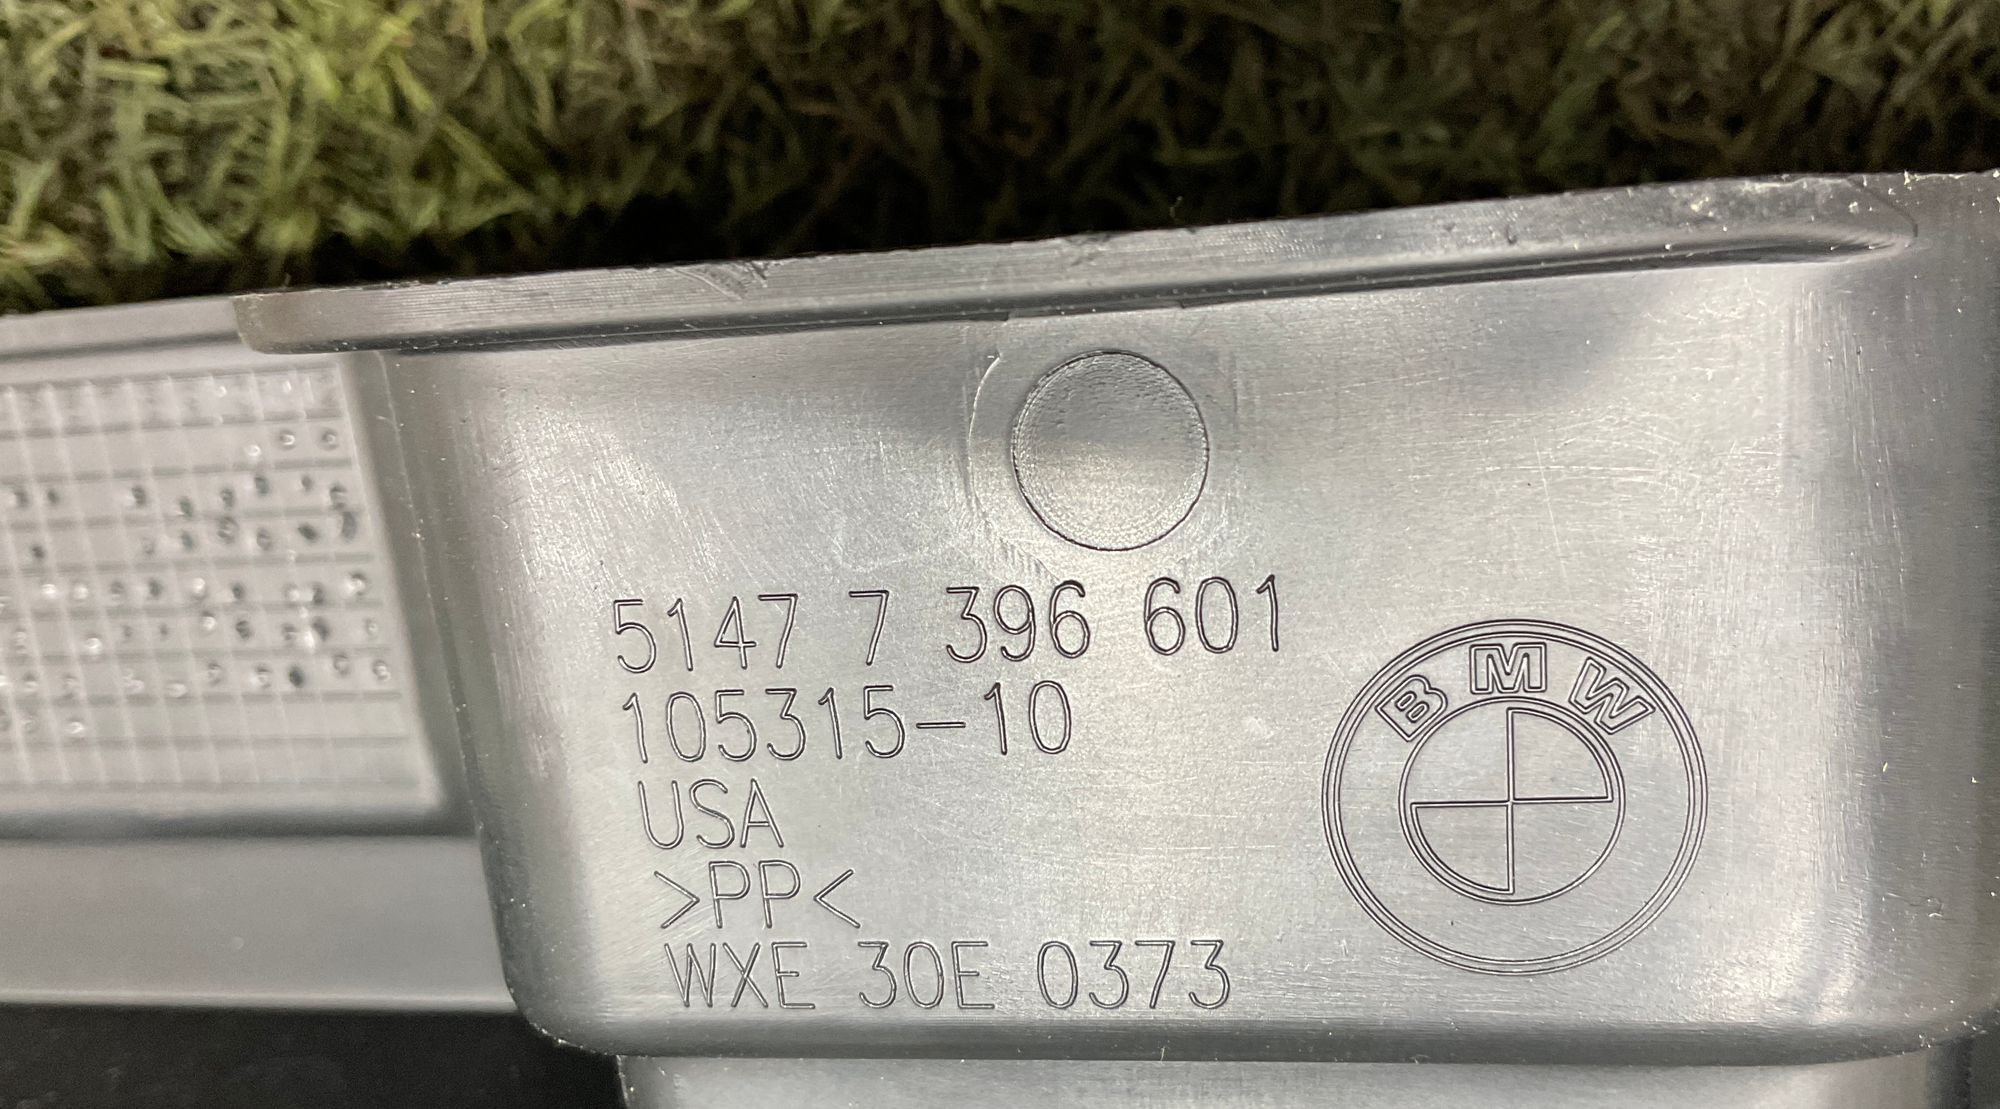 5147 7 396 601
105315-10
USA
>PP<
WXE 30E 0373
BMW